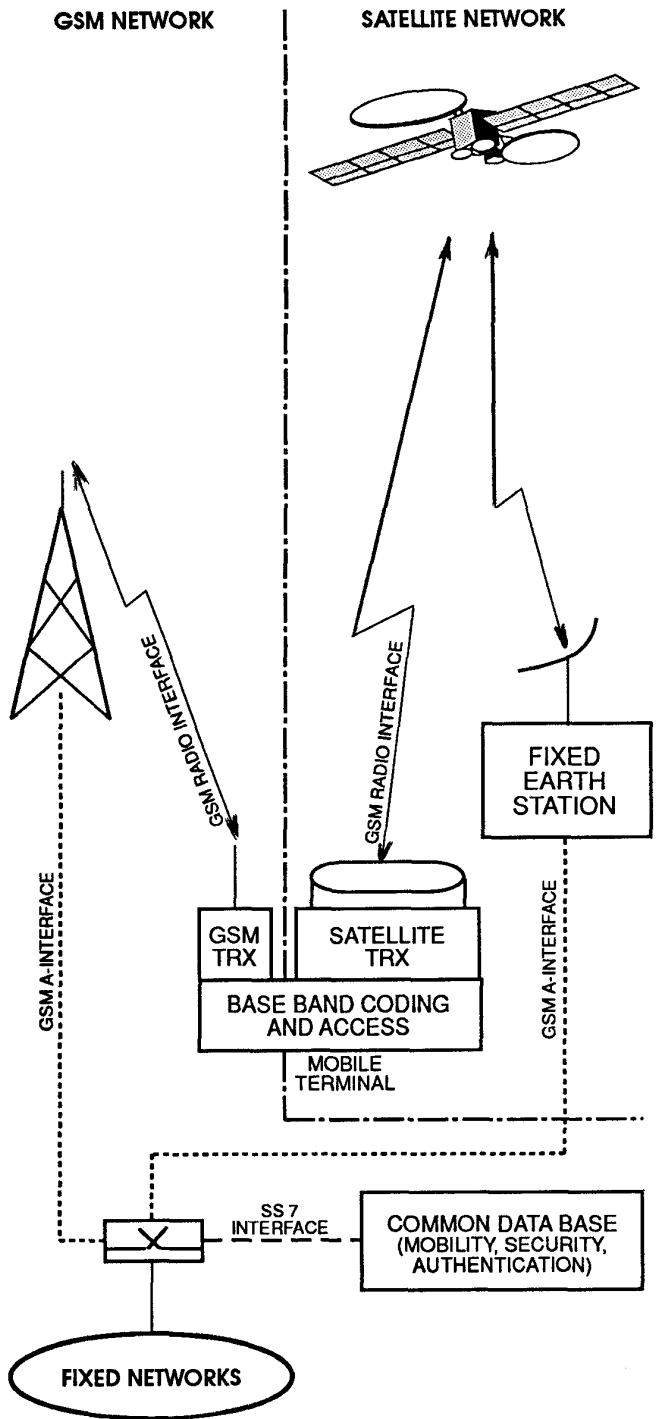 GSM NETWORK
SATELLITE NETWORK
GSM RADIO INTERFACE
GSM RADIO INTERFACE
FIXED
EARTH
STATION
GSM A-INTERFACE
GSM
TRX
SATELLITE
TRX
GSM A-INTERFACE
BASE BAND CODING
AND ACCESS
MOBILE
TERMINAL
SS 7
INTERFACE
COMMON DATA BASE
(MOBILITY, SECURITY,
AUTHENTICATION)
FIXED NETWORKS